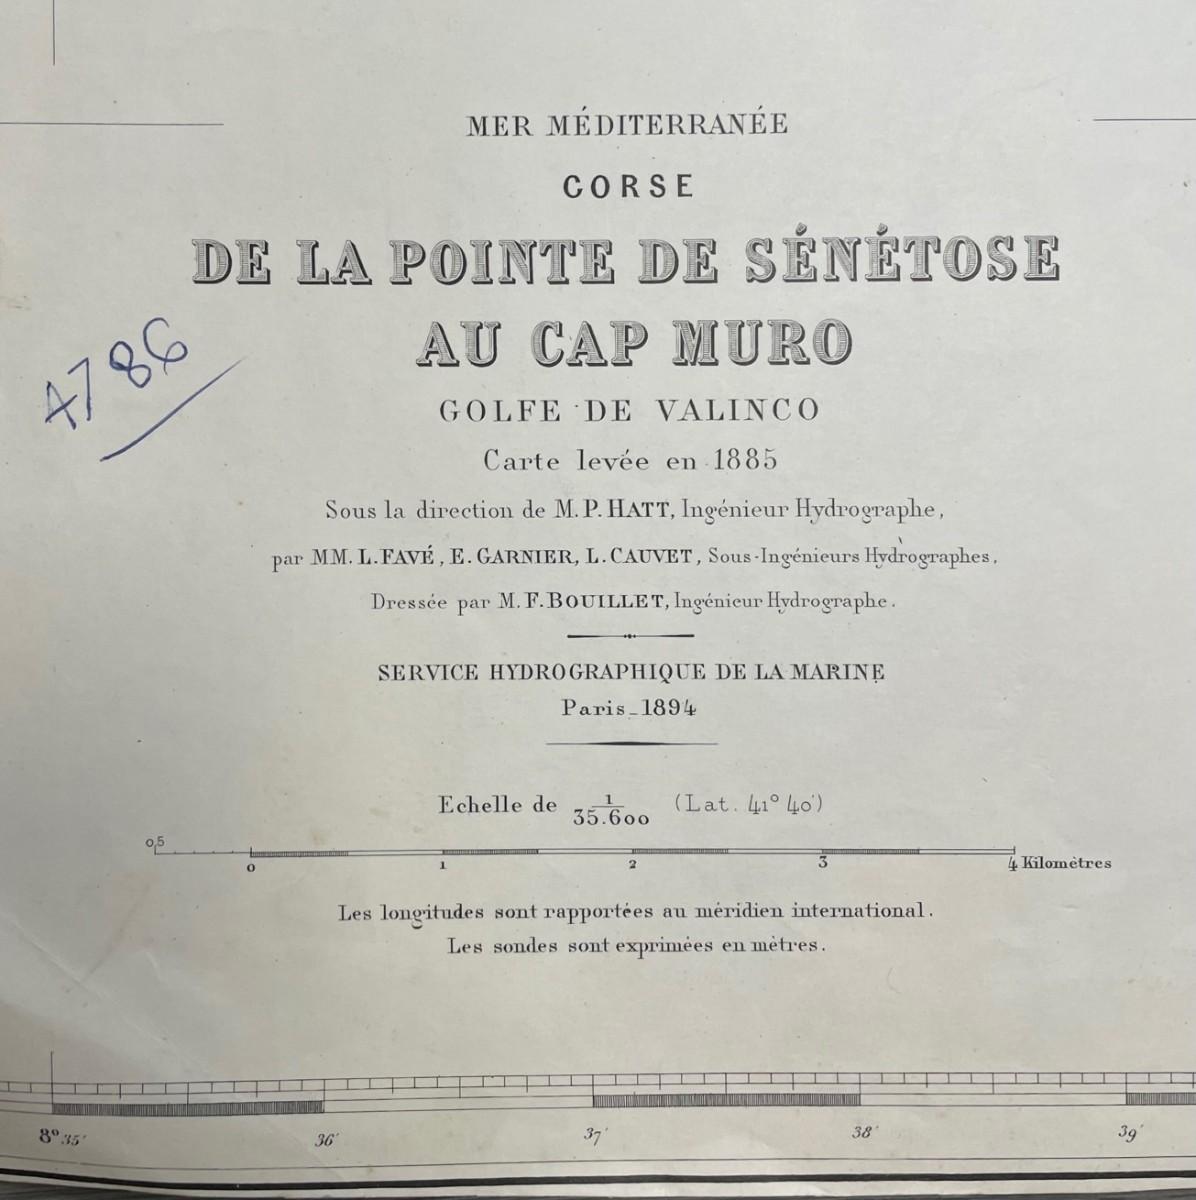 MER MÉDITERRANÉE
CORSE
DE LA POINTE DE SÉNÉTOSE
AU CAP MURO
4786
GOLFE DE VALINCO
Carte levée en 1885
Sous la direction de M. P. HATT, Ingénieur Hydrographe,
par MM. L. FAVÉ, E. GARNIER, L. CAUVET, Sous-Ingénieurs Hydrographes,
Dressée par M. F. BOUILLET, Ingénieur Hydrographe.
SERVICE HYDROGRAPHIQUE DE LA MARINE
Paris_1894
Echelle de 1/35.600 (Lat. 41° 40')
0,5 0 1 2 3 4 Kilomètres
Les longitudes sont rapportées au méridien international.
Les sondes sont exprimées en mètres.
8° 35' 36' 37' 38' 39'